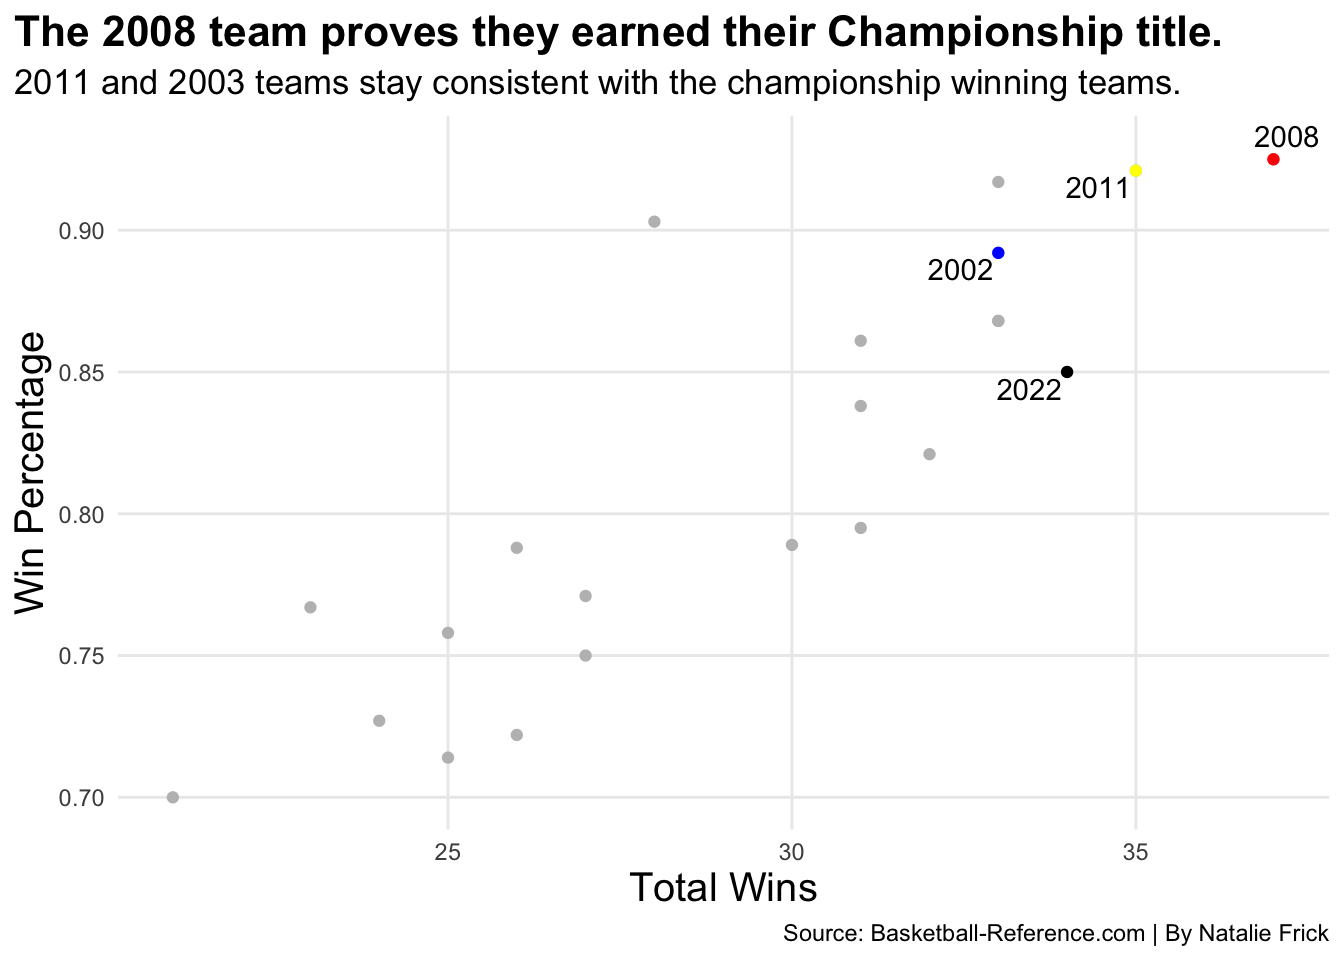 The 2008 team proves they earned their Championship title.
2011 and 2003 teams stay consistent with the championship winning teams.
2008
2011
0.90
2002
0.85
2022
0.80
0.75
0.70
Win Percentage
25 30 35
Total Wins
Source: Basketball-Reference.com | By Natalie Frick